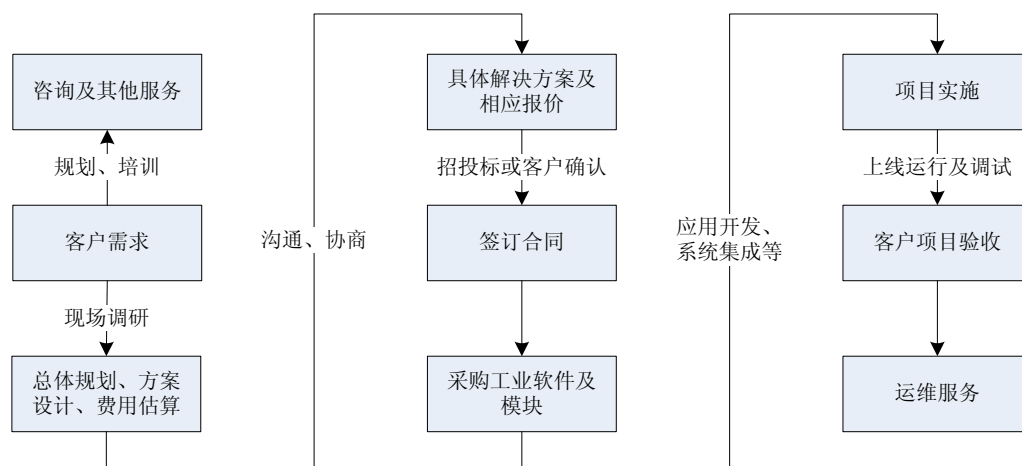 咨询及其他服务
规划、培训
客户需求
现场调研
总体规划、方案
设计、费用估算
沟通、协商
具体解决方案及
相应报价
招投标或客户确认
签订合同
采购工业软件及
模块
应用开发、
系统集成等
项目实施
上线运行及调试
客户项目验收
运维服务